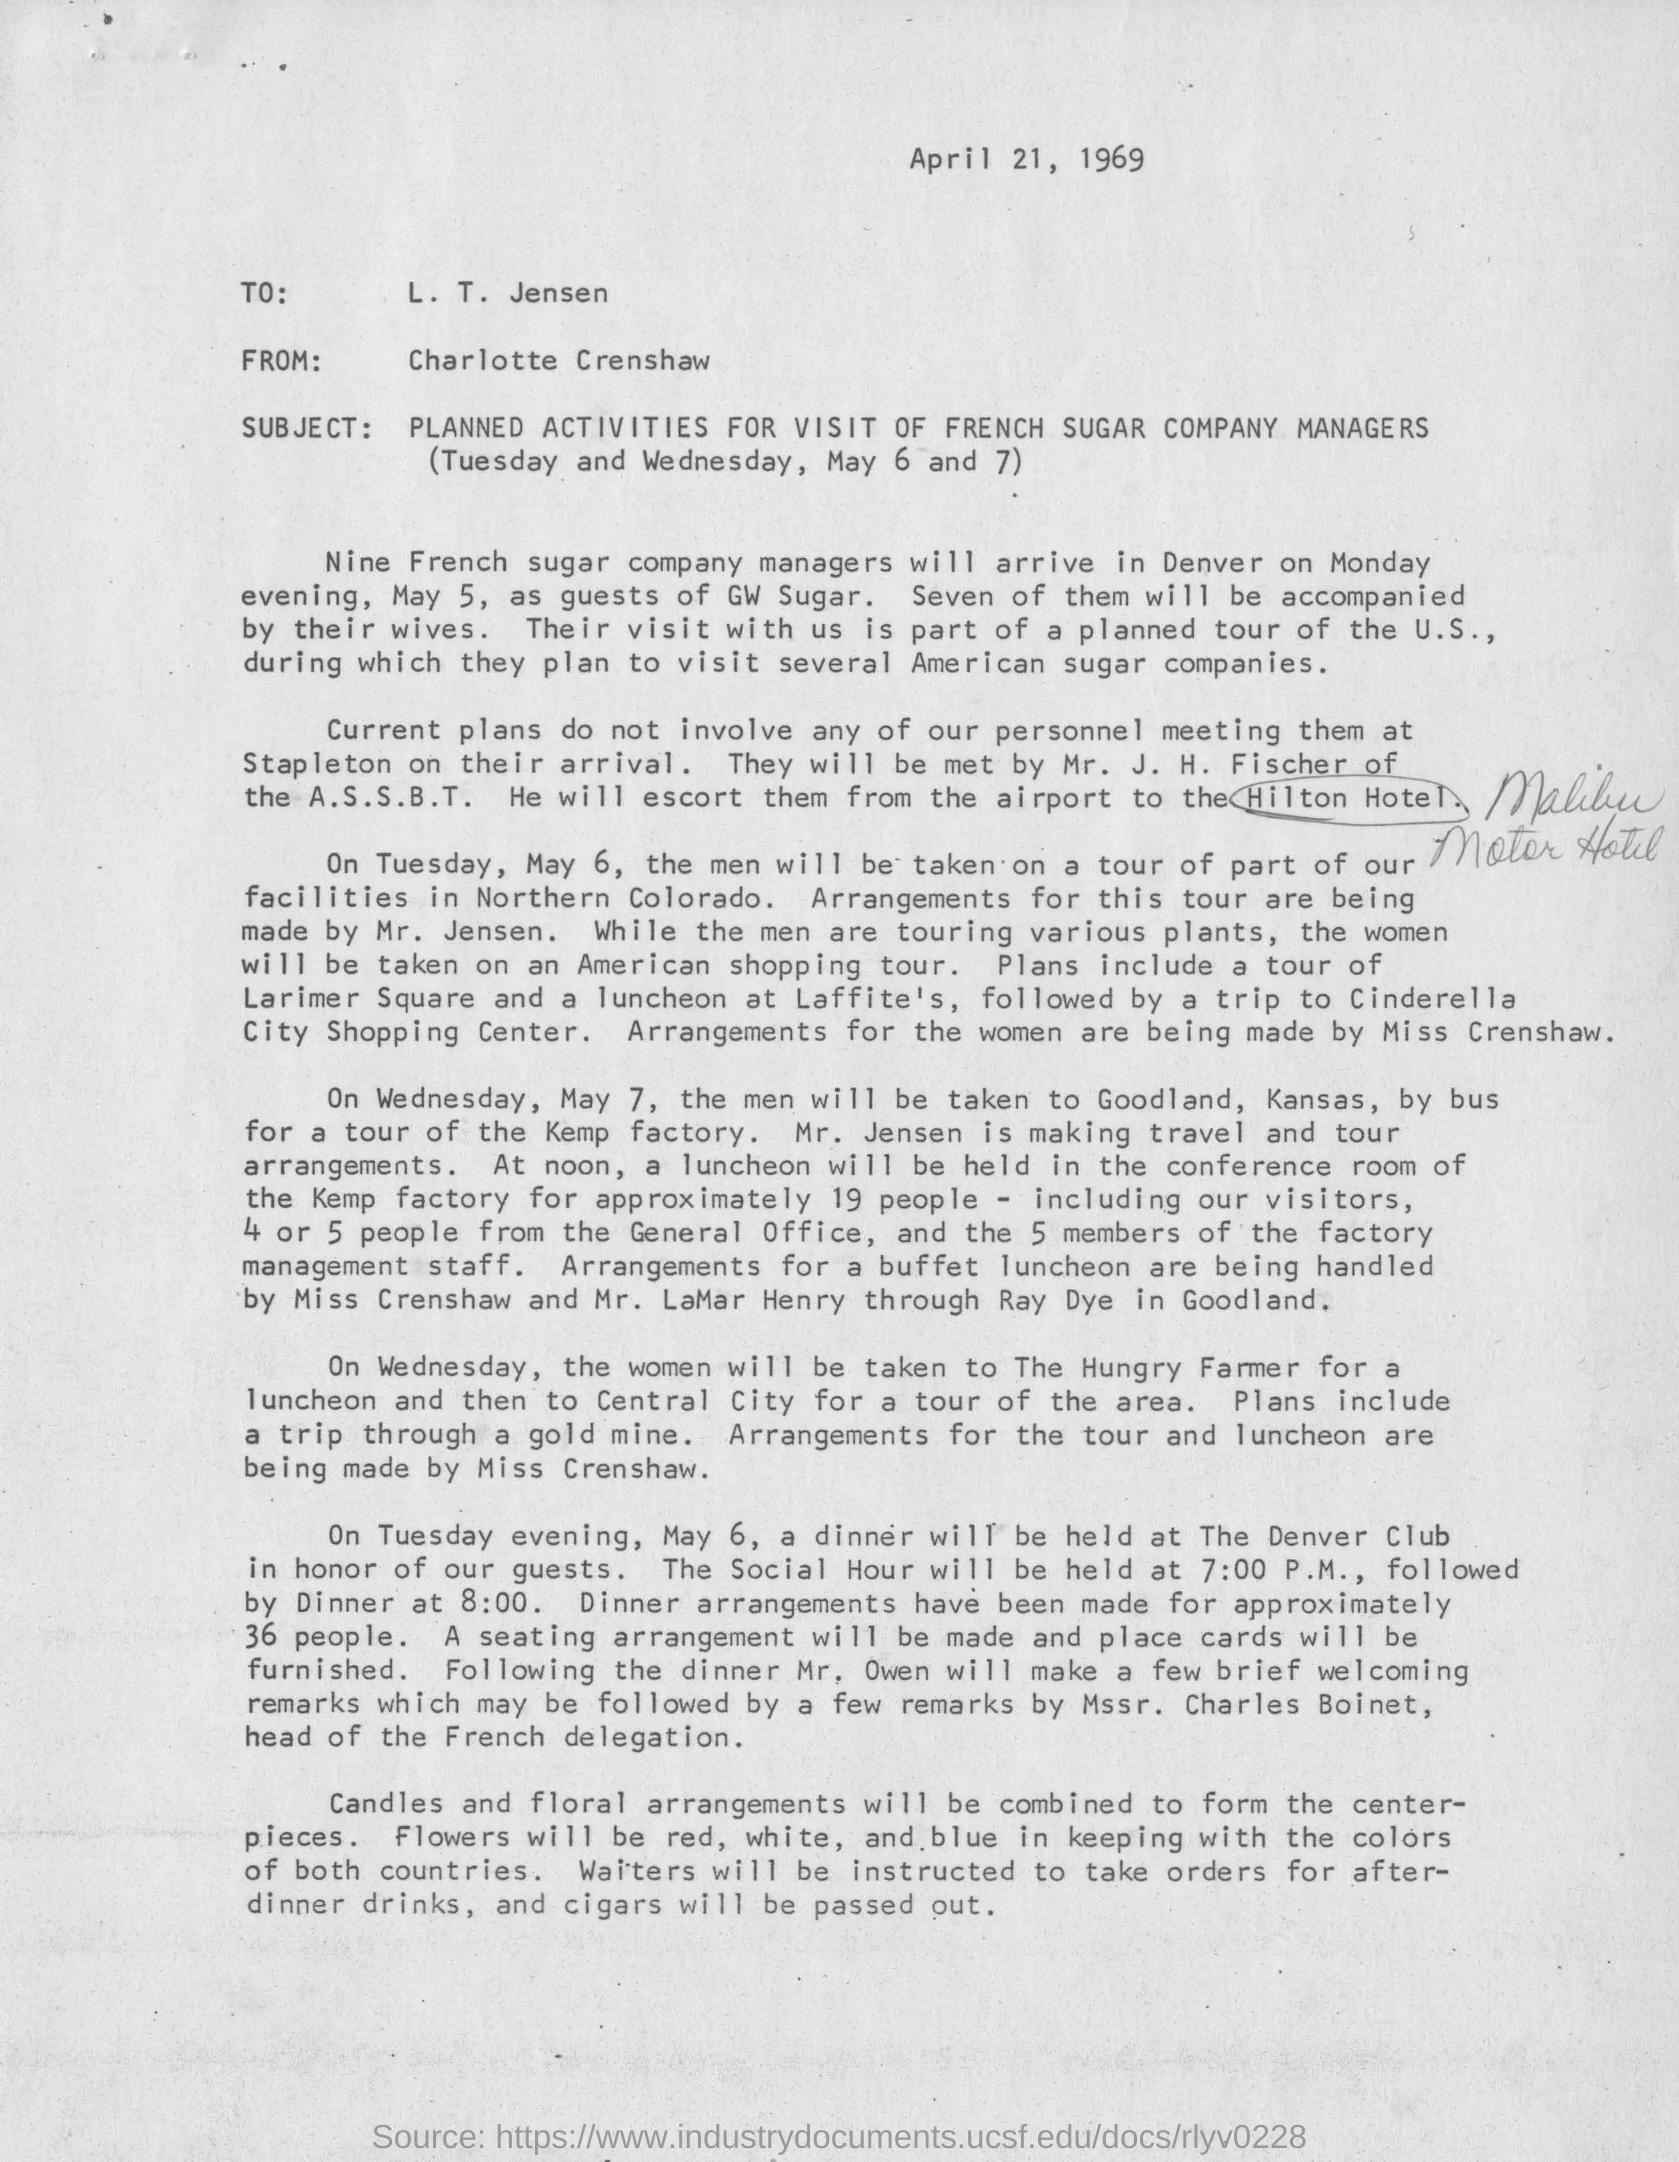 April 21, 1969
TO: L. T. Jensen
FROM: Charlotte Crenshaw
SUBJECT: PLANNED ACTIVITIES FOR VISIT OF FRENCH SUGAR COMPANY MANAGERS
(Tuesday and Wednesday, May 6 and 7)
Nine French sugar company managers will arrive in Denver on Monday
evening, May 5, as guests of GW Sugar. Seven of them will be accompanied
by their wives. Their visit with us is part of a planned tour of the U.S.,
during which they plan to visit several American sugar companies.
Current plans do not involve any of our personnel meeting them at
Stapleton on their arrival. They will be met by Mr. J. H. Fischer of
the A.S.S.B.T. He will escort them from the airport to the Hilton Hotel.
Malibu
Motor Hotel
On Tuesday, May 6, the men will be taken on a tour of part of our
facilities in Northern Colorado. Arrangements for this tour are being
made by Mr. Jensen. While the men are touring various plants, the women
will be taken on an American shopping tour. Plans include a tour of
Larimer Square and a luncheon at Laffite's, followed by a trip to Cinderella
City Shopping Center. Arrangements for the women are being made by Miss Crenshaw.
On Wednesday, May 7, the men will be taken to Goodland, Kansas, by bus
for a tour of the Kemp factory. Mr. Jensen is making travel and tour
arrangements. At noon, a luncheon will be held in the conference room of
the Kemp factory for approximately 19 people - including our visitors,
4 or 5 people from the General Office, and the 5 members of the factory
management staff. Arrangements for a buffet luncheon are being handled
by Miss Crenshaw and Mr. LaMar Henry through Ray Dye in Goodland.
On Wednesday, the women will be taken to The Hungry Farmer for a
luncheon and then to Central City for a tour of the area. Plans include
a trip through a gold mine. Arrangements for the tour and luncheon are
being made by Miss Crenshaw.
On Tuesday evening, May 6, a dinner will be held at The Denver Club
in honor of our guests. The Social Hour will be held at 7:00 P.M., followed
by Dinner at 8:00. Dinner arrangements have been made for approximately
36 people. A seating arrangement will be made and place cards will be
furnished. Following the dinner Mr. Owen will make a few brief welcoming
remarks which may be followed by a few remarks by Mssr. Charles Boinet,
head of the French delegation.
Candles and floral arrangements will be combined to form the center-
pieces. Flowers will be red, white, and blue in keeping with the colors
of both countries. Waiters will be instructed to take orders for after-
dinner drinks, and cigars will be passed out.
Source: https://www.industrydocuments.ucsf.edu/docs/rlyv0228